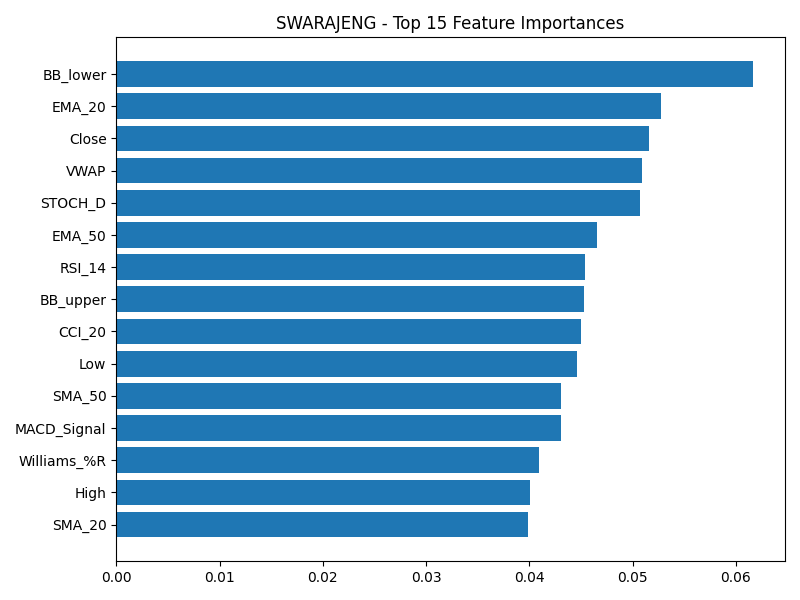 SWARAJENG - Top 15 Feature Importances
BB_lower
EMA_20
Close
VWAP
STOCH_D
EMA_50
RSI_14
BB_upper
CCI_20
Low
SMA_50
MACD_Signal
Williams_%R
High
SMA_20
0.00 0.01 0.02 0.03 0.04 0.05 0.06